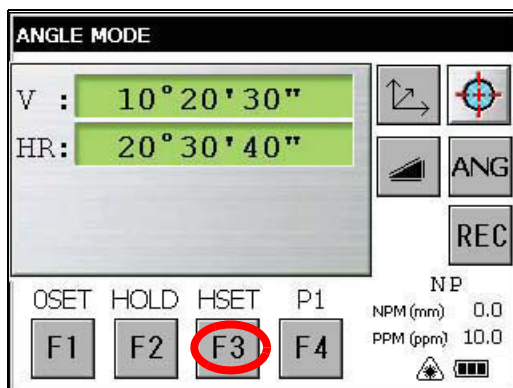 ANGLE MODE
V : 10°20'30"
HR: 20°30'40"
ANG
REC
0SET HOLD HSET P1
F1 F2 F3 F4
NP
NPM (mm) 0.0
PPM (ppm) 10.0